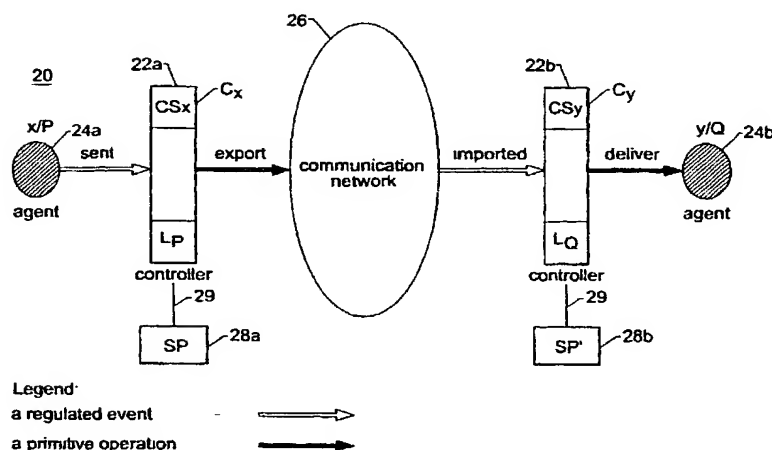 26
20
22a
22b
CSx
Cx
CSy
Cy
x/P
24a
y/Q
24b
sent
export
communication
network
imported
deliver
agent
agent
LP
LQ
controller
controller
29
29
SP
28a
SP'
28b
Legend:
a regulated event
a primitive operation